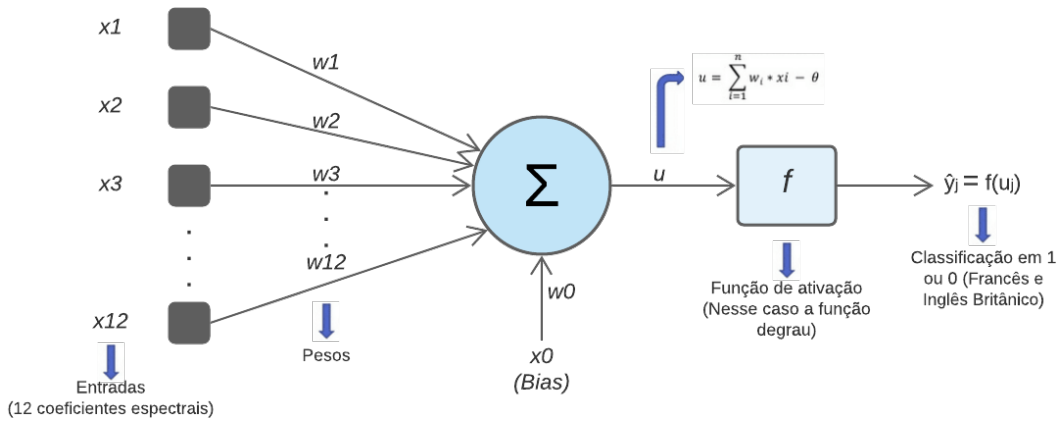 x1
x2
x3
.
.
.
x12
Entradas
(12 coeficientes espectrais)
w1
w2
w3
.
.
.
w12
Pesos
Σ
w0
x0
(Bias)
u
n
u = ∑ wᵢ * xi − θ
i=1
f
Função de ativação
(Nesse caso a função
degrau)
ŷj = f(uj)
Classificação em 1
ou 0 (Francês e
Inglês Britânico)